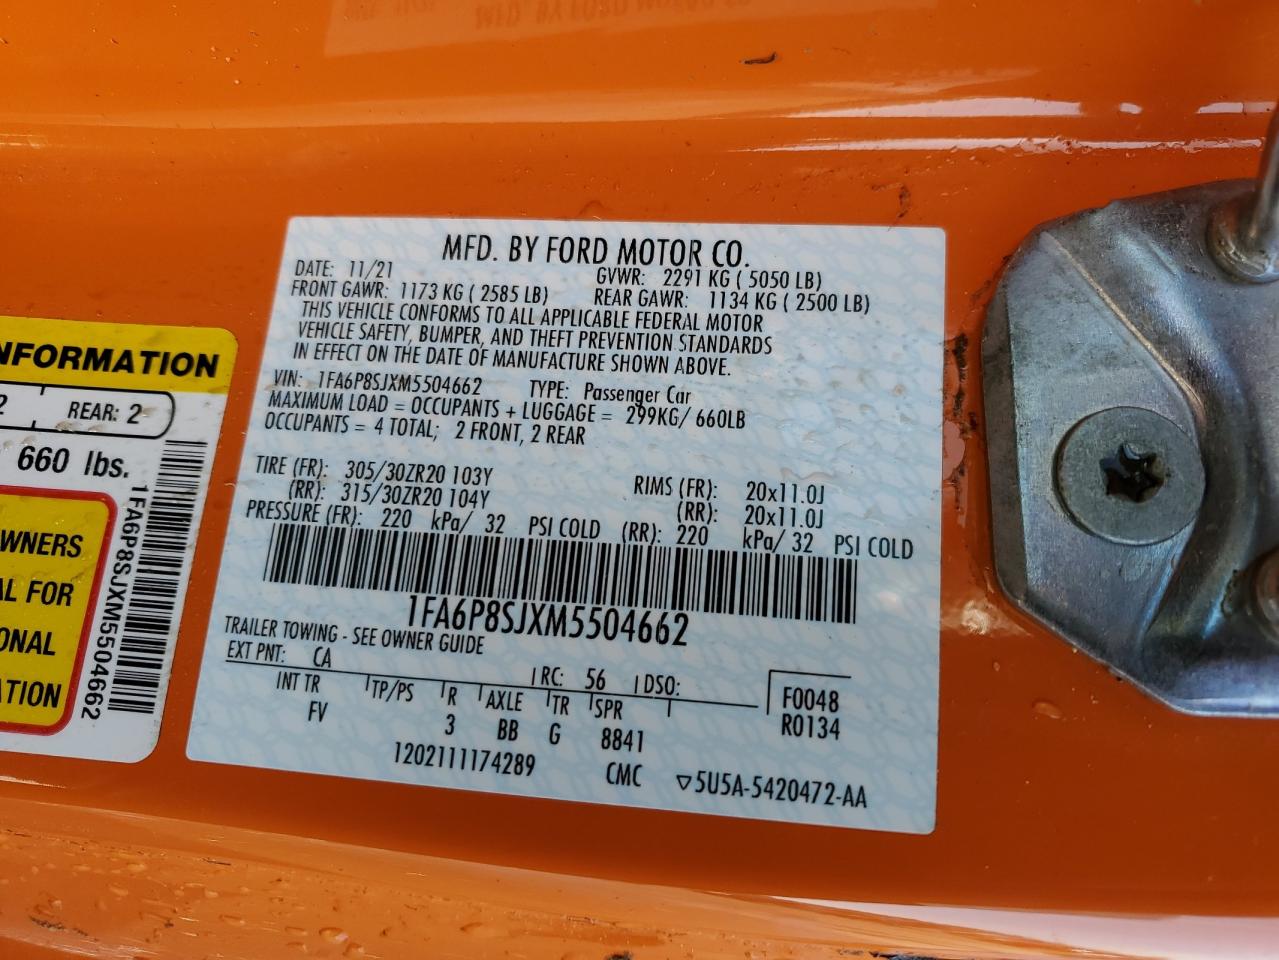 MFD. BY FORD MOTOR CO.
DATE: 11/21 GVWR: 2291 KG ( 5050 LB)
FRONT GAWR: 1173 KG ( 2585 LB) REAR GAWR: 1134 KG ( 2500 LB)
THIS VEHICLE CONFORMS TO ALL APPLICABLE FEDERAL MOTOR
VEHICLE SAFETY, BUMPER, AND THEFT PREVENTION STANDARDS
IN EFFECT ON THE DATE OF MANUFACTURE SHOWN ABOVE.
VIN: 1FA6P8SJXM5504662 TYPE: Passenger Car
MAXIMUM LOAD = OCCUPANTS + LUGGAGE = 299KG/ 660LB
OCCUPANTS = 4 TOTAL; 2 FRONT, 2 REAR
TIRE (FR): 305/30ZR20 103Y RIMS (FR): 20x11.0J
(RR): 315/30ZR20 104Y (RR): 20x11.0J
PRESSURE (FR): 220 kPa/ 32 PSI COLD (RR): 220 kPa/ 32 PSI COLD
1FA6P8SJXM5504662
TRAILER TOWING - SEE OWNER GUIDE
EXT PNT: CA RC: 56 DSO:
INT TR TP/PS R AXLE TR SPR F0048
FV 3 BB G 8841 R0134
1202111174289 CMC ▽5U5A-5420472-AA
NFORMATION
2 REAR: 2
660 lbs.
WNERS
AL FOR
ONAL
ATION
1FA6P8SJXM5504662